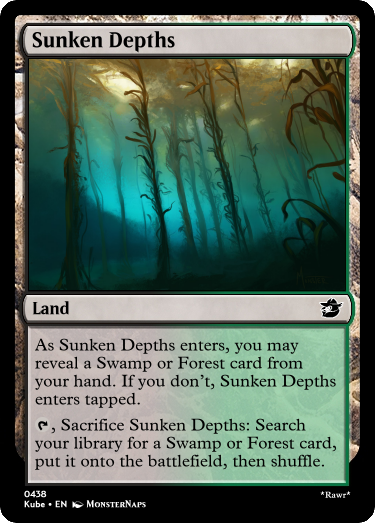 Sunken Depths
Land
As Sunken Depths enters, you may
reveal a Swamp or Forest card from
your hand. If you don't, Sunken Depths
enters tapped.
, Sacrifice Sunken Depths: Search
your library for a Swamp or Forest card,
put it onto the battlefield, then shuffle.
0438
Kube • EN MonsterNaps
*Rawr*